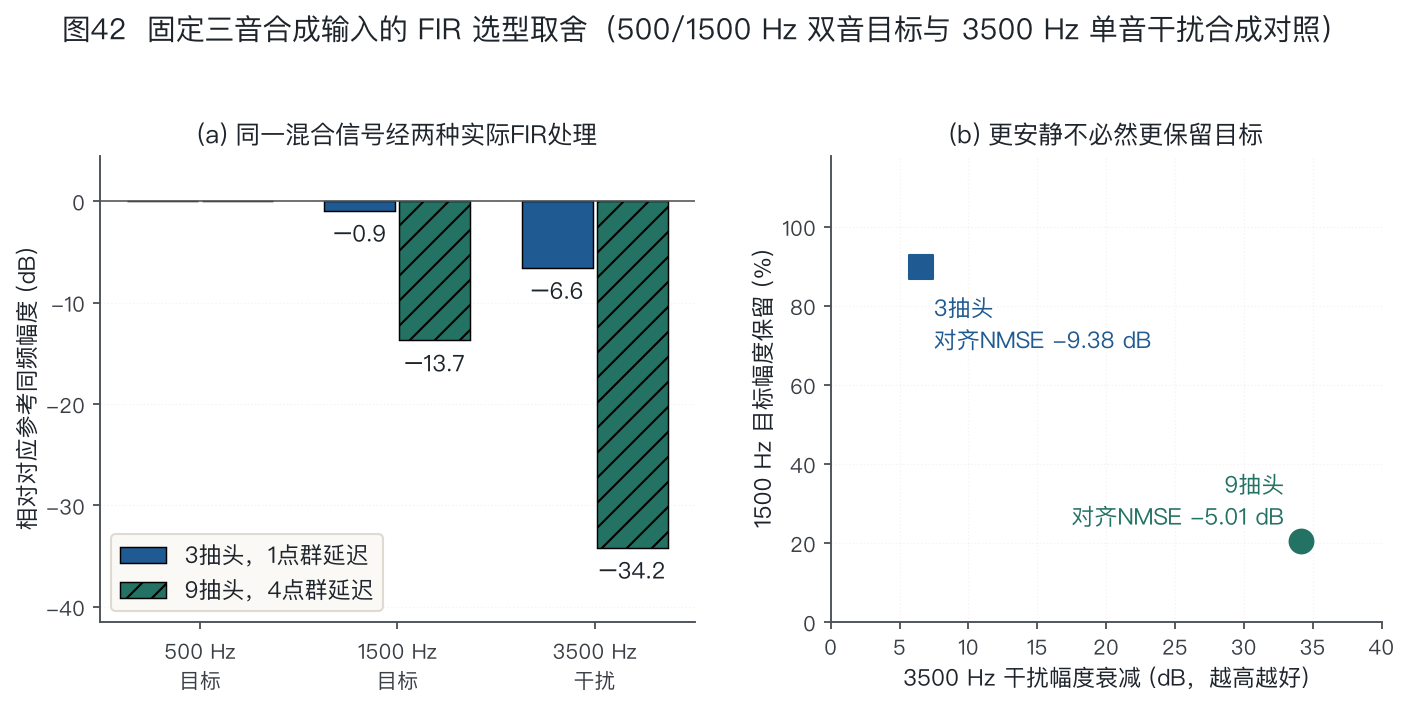 图42 固定三音合成输入的 FIR 选型取舍（500/1500 Hz 双音目标与 3500 Hz 单音干扰合成对照）
(a) 同一混合信号经两种实际FIR处理
相对对应参考同频幅度 (dB)
0
−10
−20
−30
−40
−0.9
−13.7
−6.6
−34.2
3抽头，1点群延迟
9抽头，4点群延迟
500 Hz
目标
1500 Hz
目标
3500 Hz
干扰
(b) 更安静不必然更保留目标
1500 Hz 目标幅度保留 (%)
100
80
60
40
20
0
3抽头
对齐NMSE −9.38 dB
9抽头
对齐NMSE −5.01 dB
0
5
10
15
20
25
30
35
40
3500 Hz 干扰幅度衰减 (dB，越高越好)